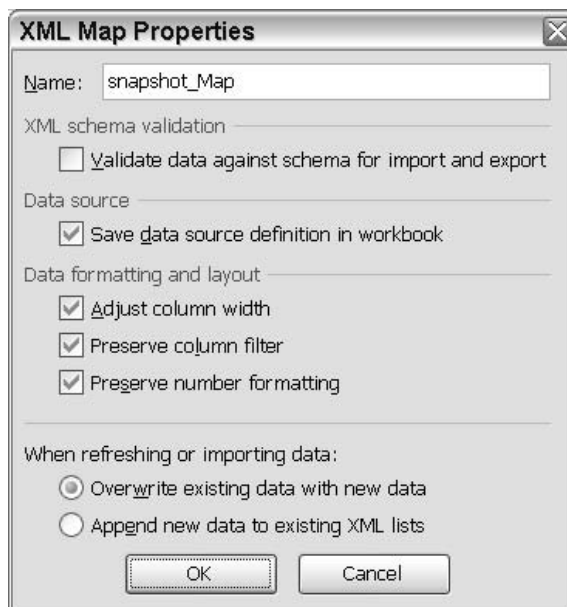 XML Map Properties
Name: snapshot_Map
XML schema validation
Validate data against schema for import and export
Data source
Save data source definition in workbook
Data formatting and layout
Adjust column width
Preserve column filter
Preserve number formatting
When refreshing or importing data:
Overwrite existing data with new data
Append new data to existing XML lists
OK Cancel